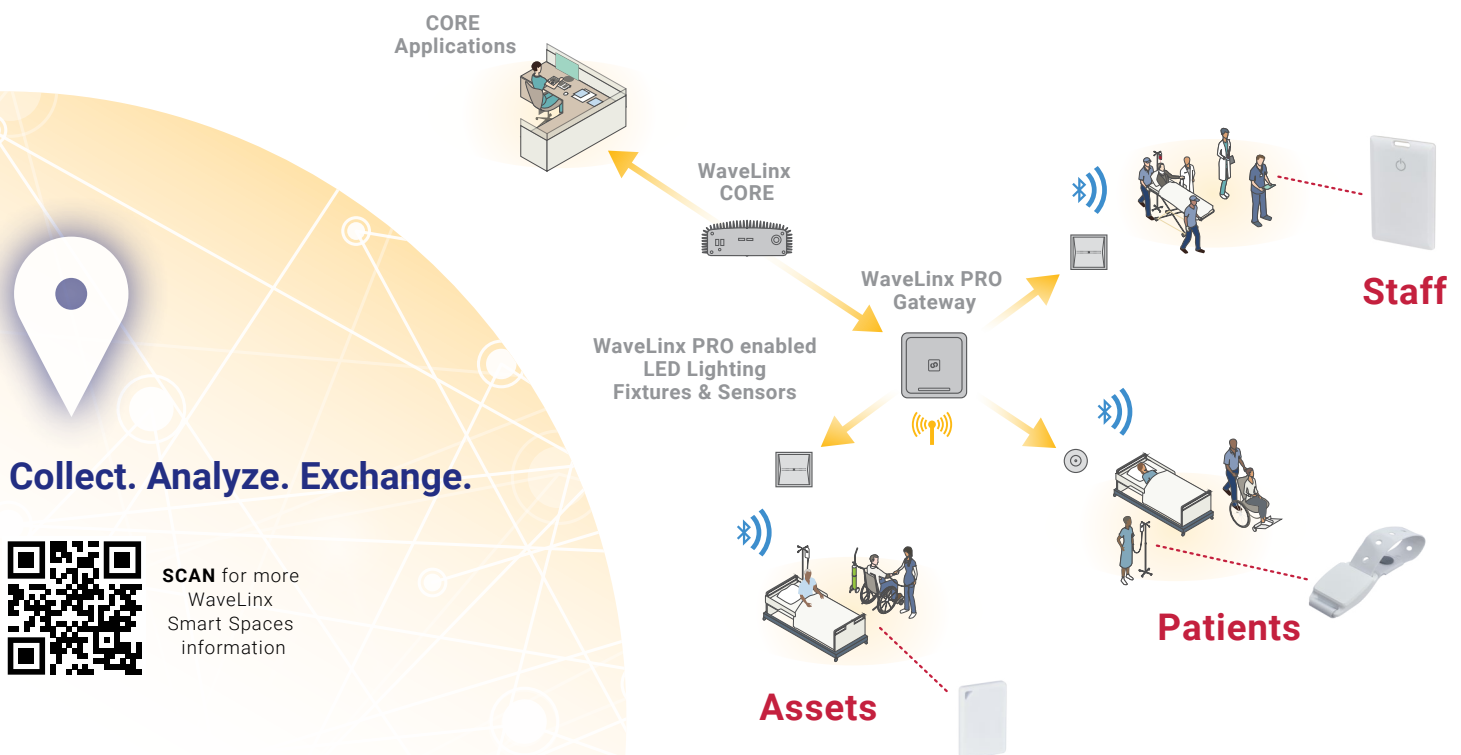 CORE
Applications
WaveLinx
CORE
WaveLinx PRO
Gateway
WaveLinx PRO enabled
LED Lighting
Fixtures & Sensors
Staff
Patients
Assets
Collect. Analyze. Exchange.
SCAN for more
WaveLinx
Smart Spaces
information